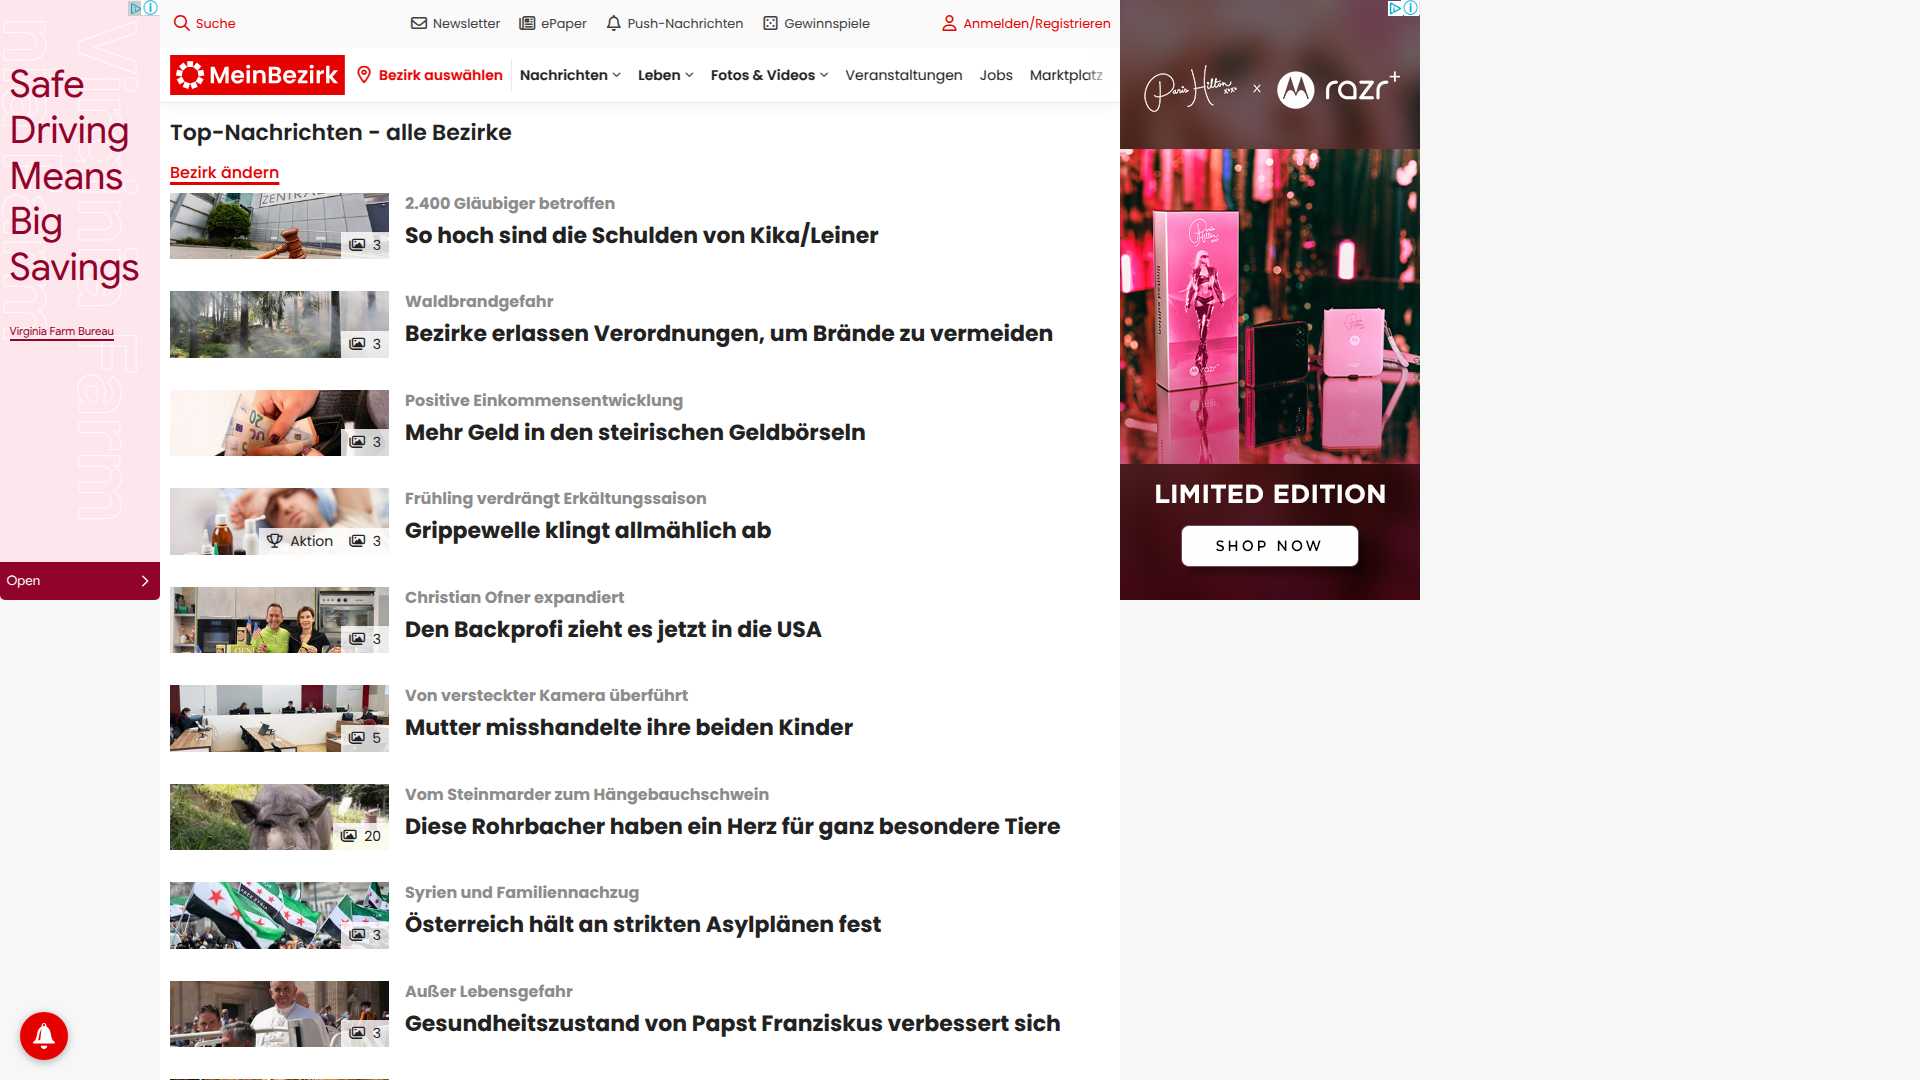 Suche
Newsletter
ePaper
Push-Nachrichten
Gewinnspiele
Anmelden/Registrieren
MeinBezirk
Bezirk auswählen
Nachrichten
Leben
Fotos & Videos
Veranstaltungen
Jobs
Marktplatz
Safe
Driving
Means
Big
Savings
Virginia Farm Bureau
Open
Top-Nachrichten - alle Bezirke
Bezirk ändern
3
2.400 Gläubiger betroffen
So hoch sind die Schulden von Kika/Leiner
3
Waldbrandgefahr
Bezirke erlassen Verordnungen, um Brände zu vermeiden
3
Positive Einkommensentwicklung
Mehr Geld in den steirischen Geldbörseln
Aktion 3
Frühling verdrängt Erkältungssaison
Grippewelle klingt allmählich ab
3
Christian Ofner expandiert
Den Backprofi zieht es jetzt in die USA
5
Von versteckter Kamera überführt
Mutter misshandelte ihre beiden Kinder
20
Vom Steinmarder zum Hängebauchschwein
Diese Rohrbacher haben ein Herz für ganz besondere Tiere
3
Syrien und Familiennachzug
Österreich hält an strikten Asylplänen fest
3
Außer Lebensgefahr
Gesundheitszustand von Papst Franziskus verbessert sich
Paris Hilton x razr+
LIMITED EDITION
SHOP NOW